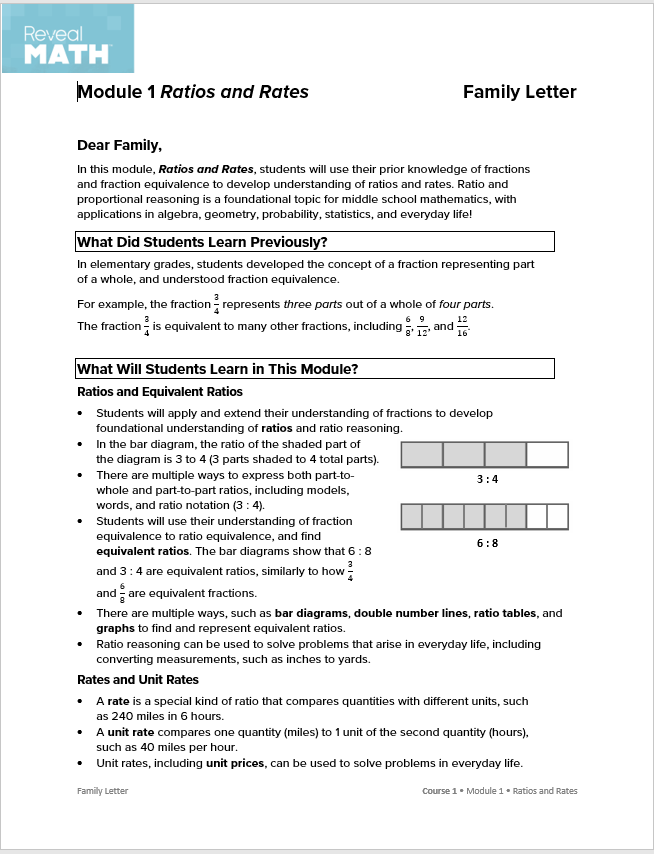 Reveal
MATH
Module 1 Ratios and Rates Family Letter
Dear Family,
In this module, Ratios and Rates, students will use their prior knowledge of fractions
and fraction equivalence to develop understanding of ratios and rates. Ratio and
proportional reasoning is a foundational topic for middle school mathematics, with
applications in algebra, geometry, probability, statistics, and everyday life!
What Did Students Learn Previously?
In elementary grades, students developed the concept of a fraction representing part
of a whole, and understood fraction equivalence.
For example, the fraction 3/4 represents three parts out of a whole of four parts.
The fraction 3/4 is equivalent to many other fractions, including 6/8, 9/12, and 12/16.
What Will Students Learn in This Module?
Ratios and Equivalent Ratios
• Students will apply and extend their understanding of fractions to develop
foundational understanding of ratios and ratio reasoning.
• In the bar diagram, the ratio of the shaded part of
the diagram is 3 to 4 (3 parts shaded to 4 total parts).
• There are multiple ways to express both part-to-
whole and part-to-part ratios, including models,
words, and ratio notation (3 : 4).
• Students will use their understanding of fraction
equivalence to ratio equivalence, and find
equivalent ratios. The bar diagrams show that 6 : 8
and 3 : 4 are equivalent ratios, similarly to how 3/4
and 6/8 are equivalent fractions.
3 : 4
6 : 8
• There are multiple ways, such as bar diagrams, double number lines, ratio tables, and
graphs to find and represent equivalent ratios.
• Ratio reasoning can be used to solve problems that arise in everyday life, including
converting measurements, such as inches to yards.
Rates and Unit Rates
• A rate is a special kind of ratio that compares quantities with different units, such
as 240 miles in 6 hours.
• A unit rate compares one quantity (miles) to 1 unit of the second quantity (hours),
such as 40 miles per hour.
• Unit rates, including unit prices, can be used to solve problems in everyday life.
Family Letter Course 1 • Module 1 • Ratios and Rates